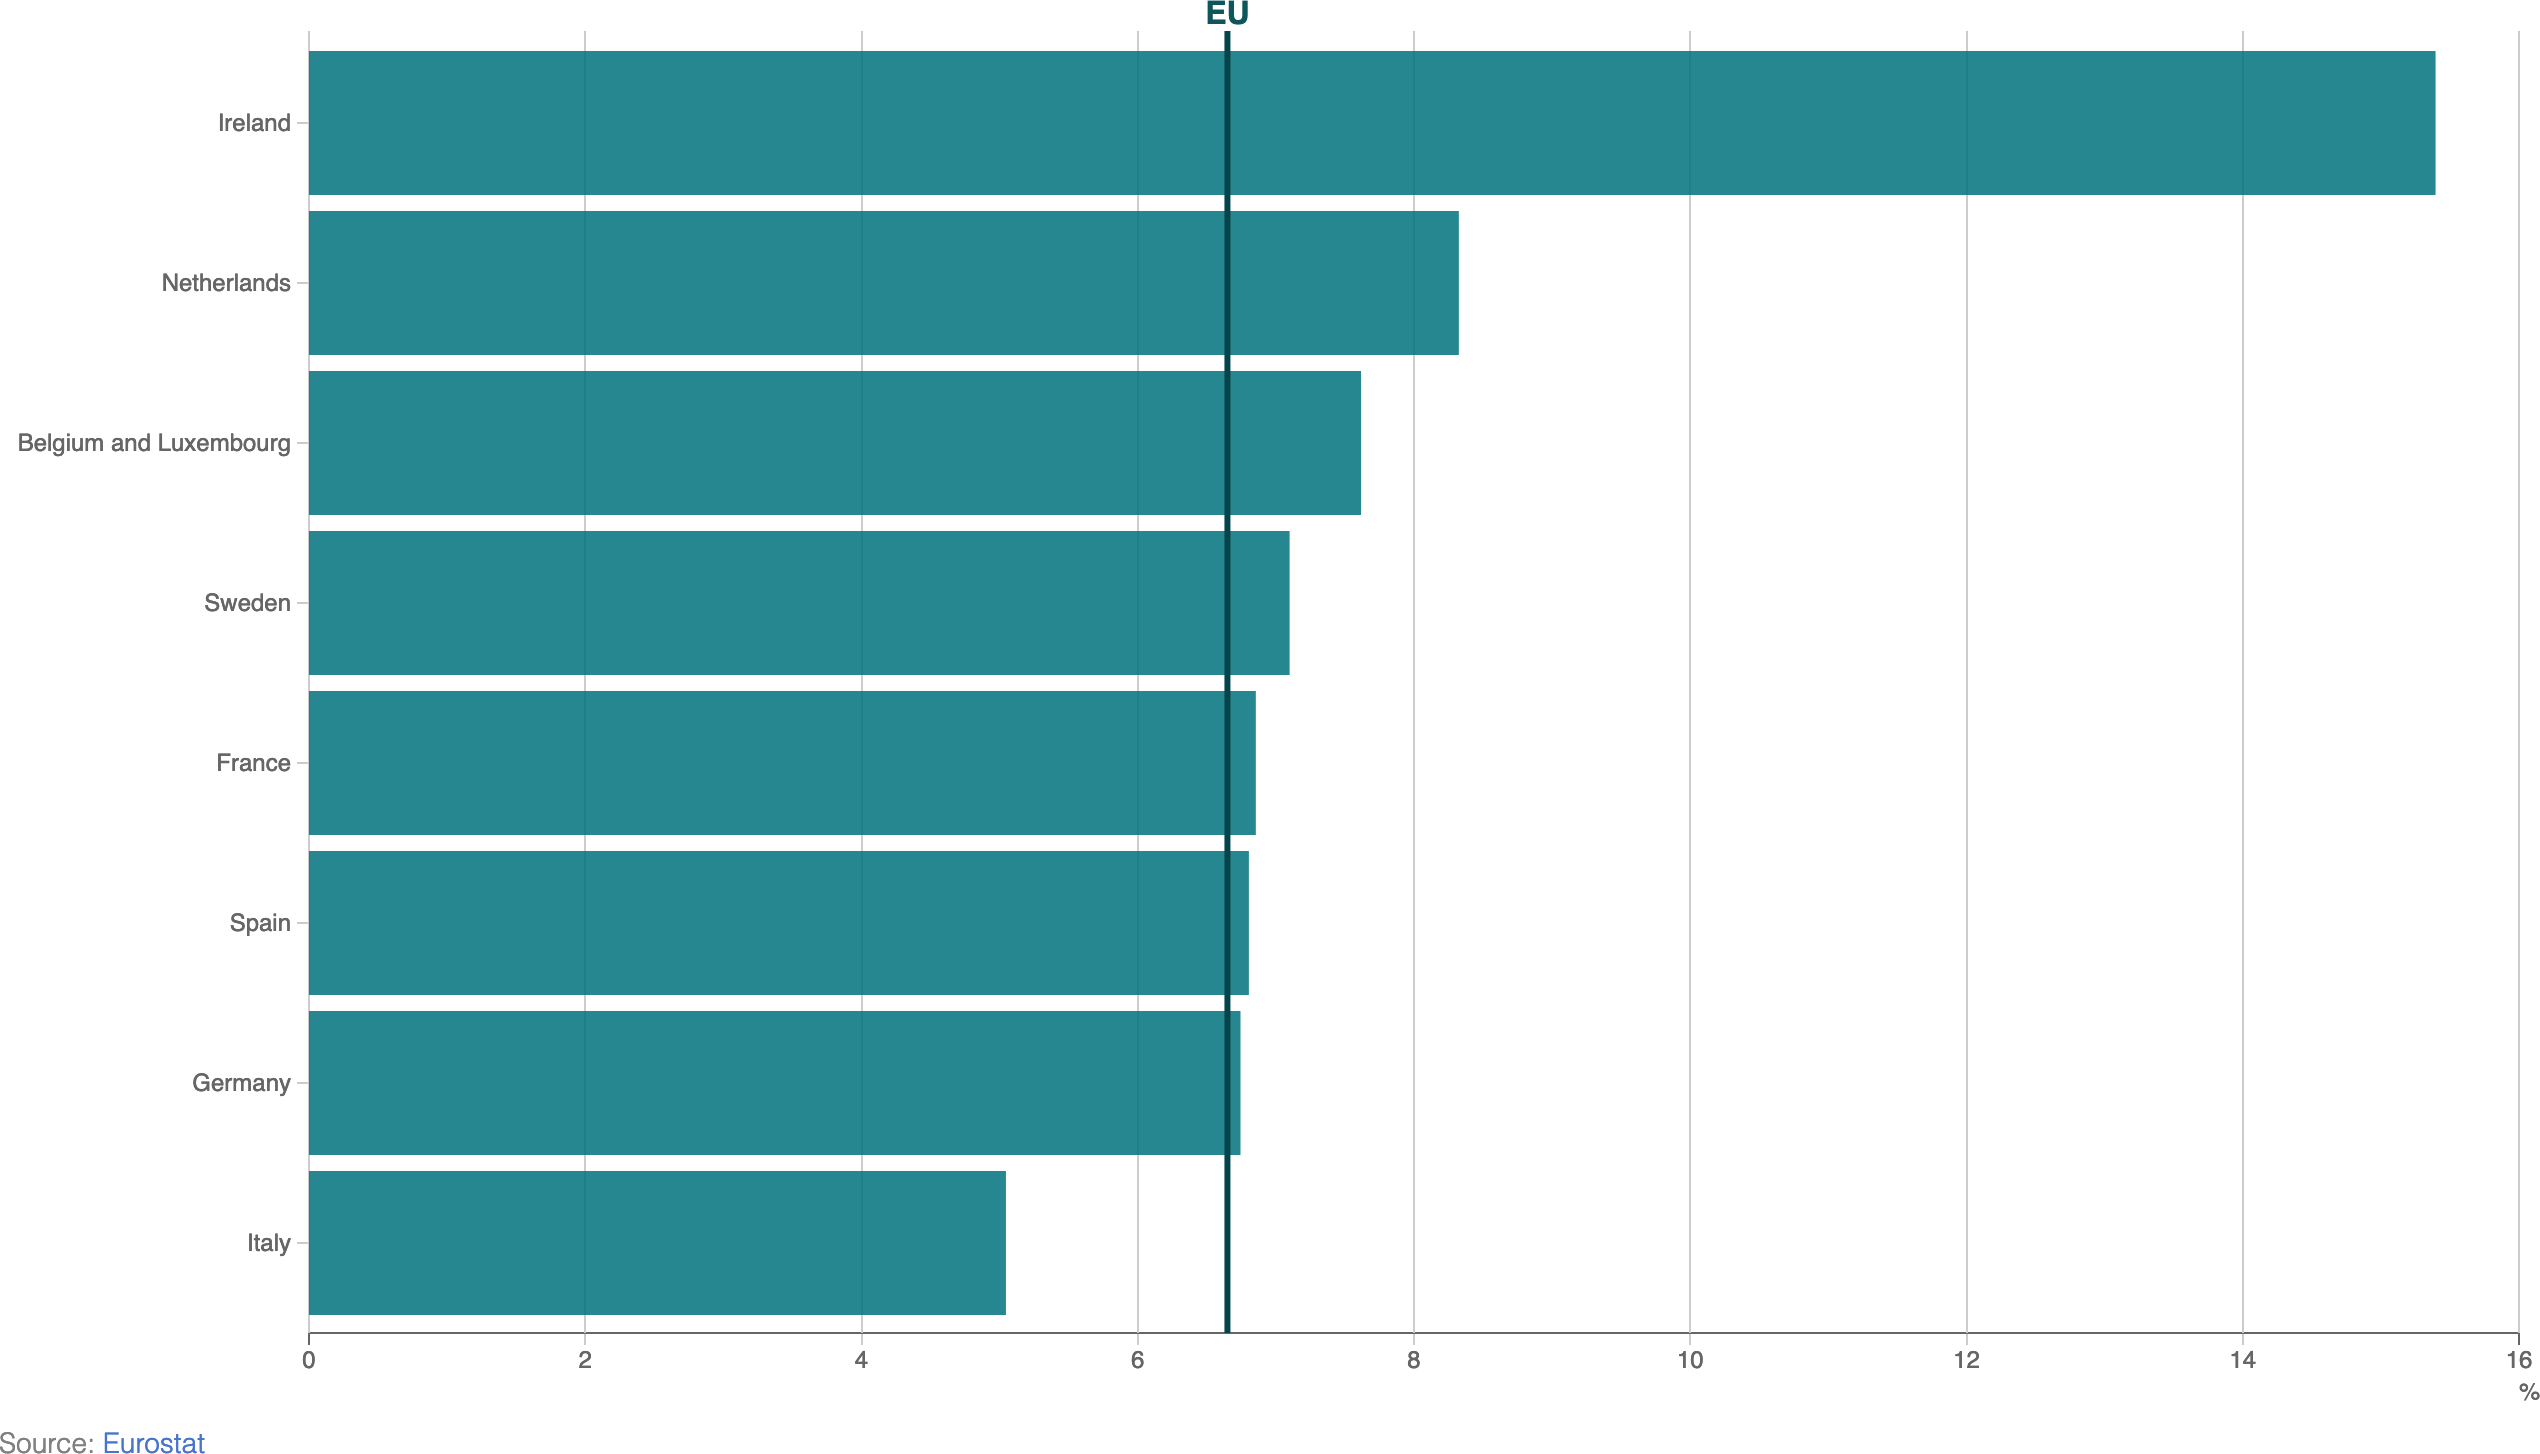 EU
Ireland
Netherlands
Belgium and Luxembourg
Sweden
France
Spain
Germany
Italy
0 2 4 6 8 10 12 14 16
%
Source: Eurostat